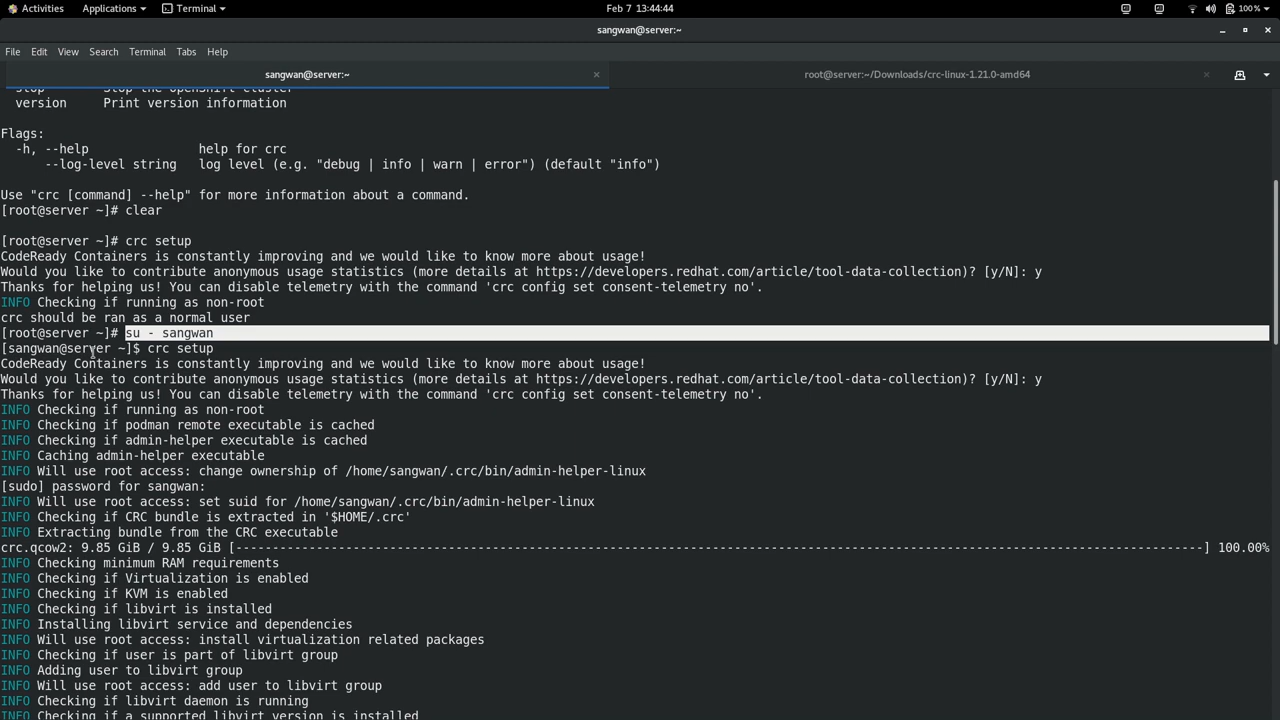 Activities Applications Terminal Feb 7 13:44:44 100%
sangwan@server:~
File Edit View Search Terminal Tabs Help
sangwan@server:~ root@server:~/Downloads/crc-linux-1.21.0-amd64
stop Stop the OpenShift cluster
version Print version information
Flags:
-h, --help help for crc
--log-level string log level (e.g. "debug | info | warn | error") (default "info")
Use "crc [command] --help" for more information about a command.
[root@server ~]# clear
[root@server ~]# crc setup
CodeReady Containers is constantly improving and we would like to know more about usage!
Would you like to contribute anonymous usage statistics (more details at https://developers.redhat.com/article/tool-data-collection)? [y/N]: y
Thanks for helping us! You can disable telemetry with the command 'crc config set consent-telemetry no'.
INFO Checking if running as non-root
crc should be ran as a normal user
[root@server ~]# su - sangwan
[sangwan@server ~]$ crc setup
CodeReady Containers is constantly improving and we would like to know more about usage!
Would you like to contribute anonymous usage statistics (more details at https://developers.redhat.com/article/tool-data-collection)? [y/N]: y
Thanks for helping us! You can disable telemetry with the command 'crc config set consent-telemetry no'.
INFO Checking if running as non-root
INFO Checking if podman remote executable is cached
INFO Checking if admin-helper executable is cached
INFO Caching admin-helper executable
INFO Will use root access: change ownership of /home/sangwan/.crc/bin/admin-helper-linux
[sudo] password for sangwan:
INFO Will use root access: set suid for /home/sangwan/.crc/bin/admin-helper-linux
INFO Checking if CRC bundle is extracted in '$HOME/.crc'
INFO Extracting bundle from the CRC executable
crc.qcow2: 9.85 GiB / 9.85 GiB [------------------------------------------------------------------------------------------------------------------------------------] 100.00%
INFO Checking minimum RAM requirements
INFO Checking if Virtualization is enabled
INFO Checking if KVM is enabled
INFO Checking if libvirt is installed
INFO Installing libvirt service and dependencies
INFO Will use root access: install virtualization related packages
INFO Checking if user is part of libvirt group
INFO Adding user to libvirt group
INFO Will use root access: add user to libvirt group
INFO Checking if libvirt daemon is running
INFO Checking if a supported libvirt version is installed